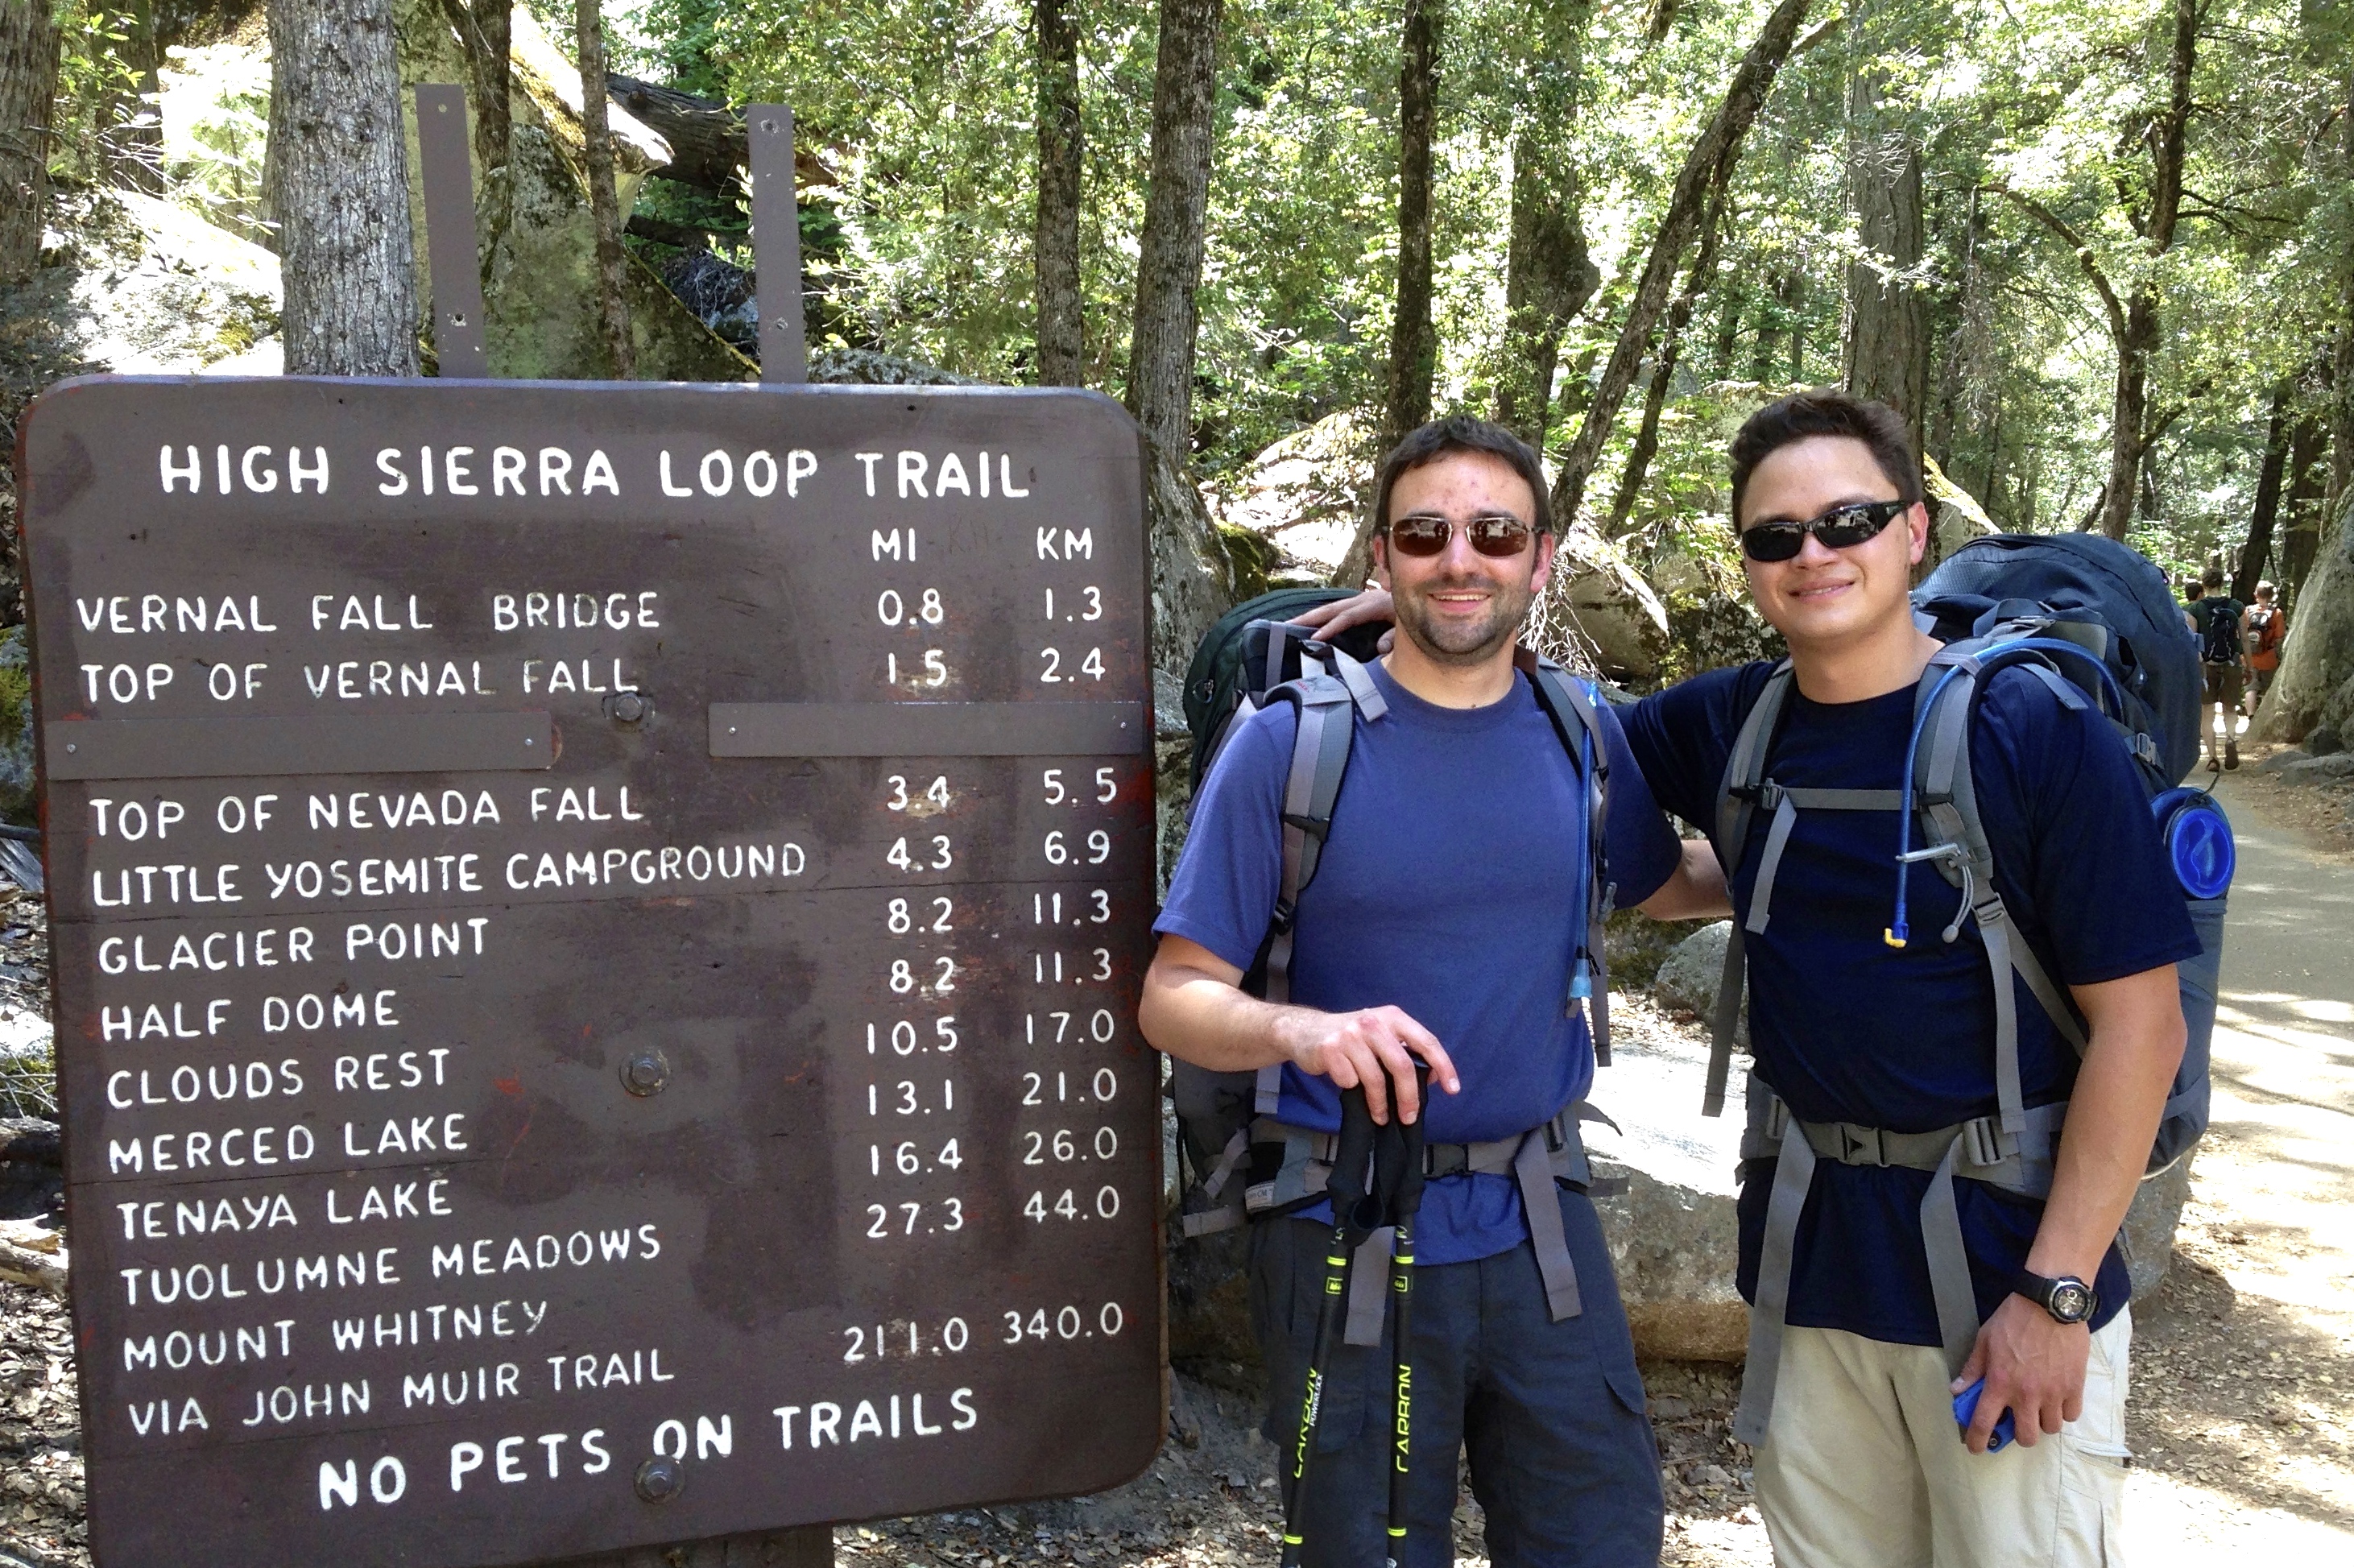 HIGH SIERRA LOOP TRAIL
MI KM
VERNAL FALL BRIDGE 0.8 1.3
TOP OF VERNAL FALL 1.5 2.4
TOP OF NEVADA FALL 3.4 5.5
LITTLE YOSEMITE CAMPGROUND 4.3 6.9
GLACIER POINT 8.2 11.3
HALF DOME 8.2 11.3
CLOUDS REST 10.5 17.0
MERCED LAKE 13.1 21.0
TENAYA LAKE 16.4 26.0
TUOLUMNE MEADOWS 27.3 44.0
MOUNT WHITNEY
VIA JOHN MUIR TRAIL 211.0 340.0
NO PETS ON TRAILS
CARBON
CARBON